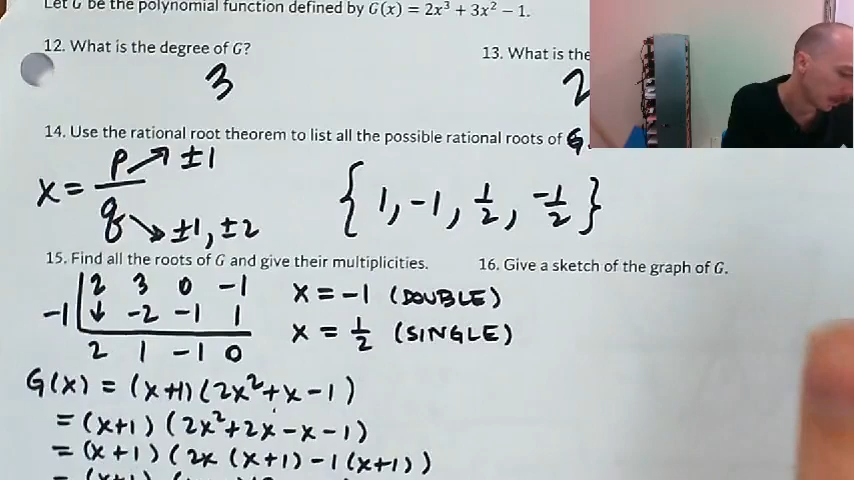 Let G be the polynomial function defined by G(x) = 2x³ + 3x² − 1.
12. What is the degree of G?
13. What is the
3
2
14. Use the rational root theorem to list all the possible rational roots of G
x = p/q
p → ±1
q → ±1, ±2
{1, -1, 1/2, -1/2}
15. Find all the roots of G and give their multiplicities.
16. Give a sketch of the graph of G.
2 3 0 -1
-1 ↓ -2 -1 1
2 1 -1 0
x = -1 (DOUBLE)
x = 1/2 (SINGLE)
G(x) = (x+1)(2x²+x-1)
= (x+1)(2x²+2x-x-1)
= (x+1)(2x(x+1)-1(x+1))